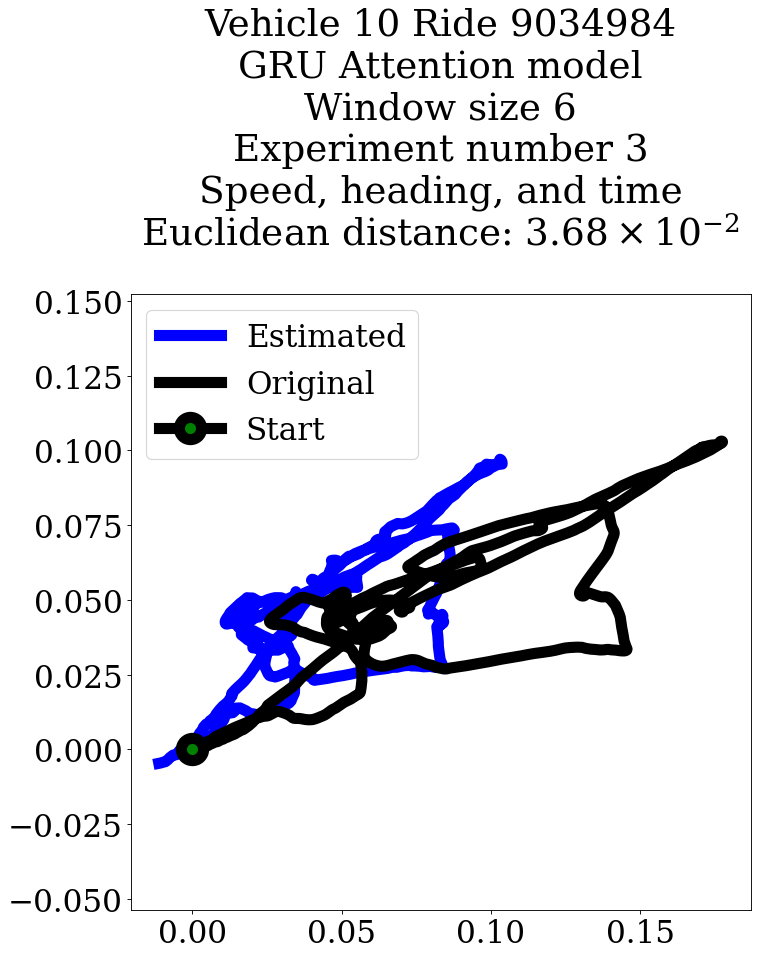 Vehicle 10 Ride 9034984
GRU Attention model
Window size 6
Experiment number 3
Speed, heading, and time
Euclidean distance: 3.68 × 10⁻²
0.150
0.125
0.100
0.075
0.050
0.025
0.000
−0.025
−0.050
Estimated
Original
Start
0.00 0.05 0.10 0.15